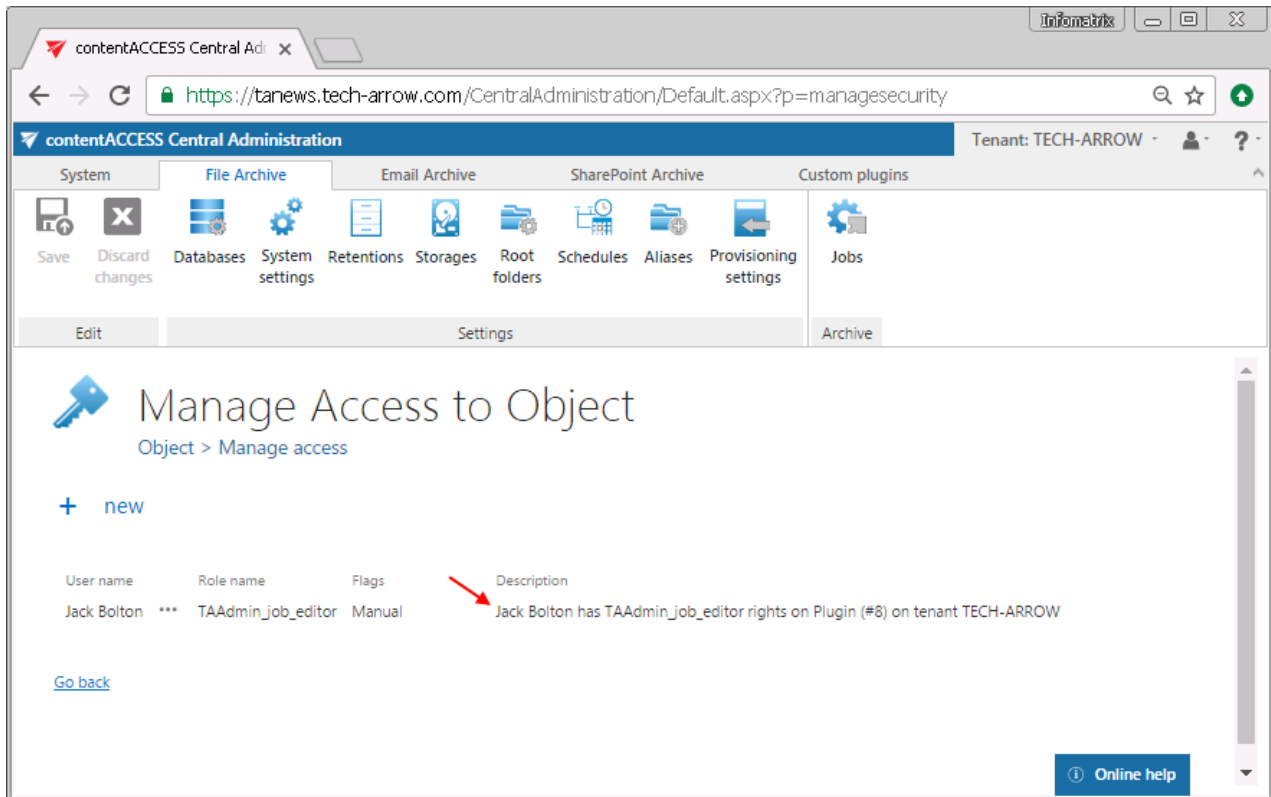 Infomatrix
contentACCESS Central Adr
https://tanews.tech-arrow.com/CentralAdministration/Default.aspx?p=managesecurity
contentACCESS Central Administration
Tenant: TECH-ARROW
?
System
File Archive
Email Archive
SharePoint Archive
Custom plugins
Save
Discard changes
Databases
System settings
Retentions
Storages
Root folders
Schedules
Aliases
Provisioning settings
Jobs
Edit
Settings
Archive
Manage Access to Object
Object > Manage access
+ new
User name Role name Flags Description
Jack Bolton ••• TAAdmin_job_editor Manual Jack Bolton has TAAdmin_job_editor rights on Plugin (#8) on tenant TECH-ARROW
Go back
Online help